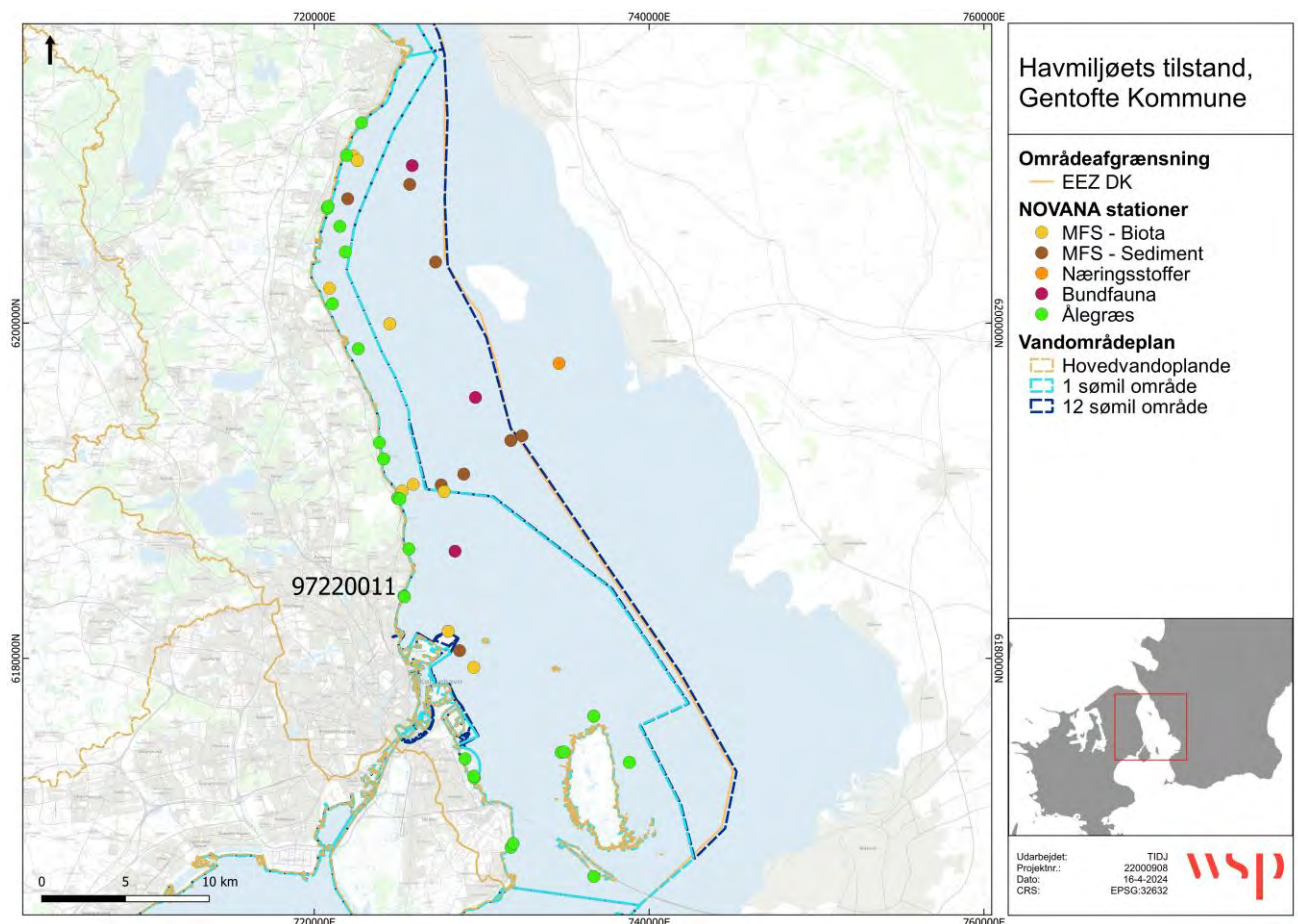 720000E
740000E
760000E
6200000N
6200000N
6180000N
6180000N
97220011
København
0 5 10 km
720000E
740000E
760000E
Havmiljøets tilstand,
Gentofte Kommune
Områdeafgrænsning
EEZ DK
NOVANA stationer
MFS - Biota
MFS - Sediment
Næringsstoffer
Bundfauna
Ålegræs
Vandområdeplan
Hovedvandoplande
1 sømil område
12 sømil område
Udarbejdet: TIDJ
Projektnr.: 22000908
Dato: 16-4-2024
CRS: EPSG:32632
wsp